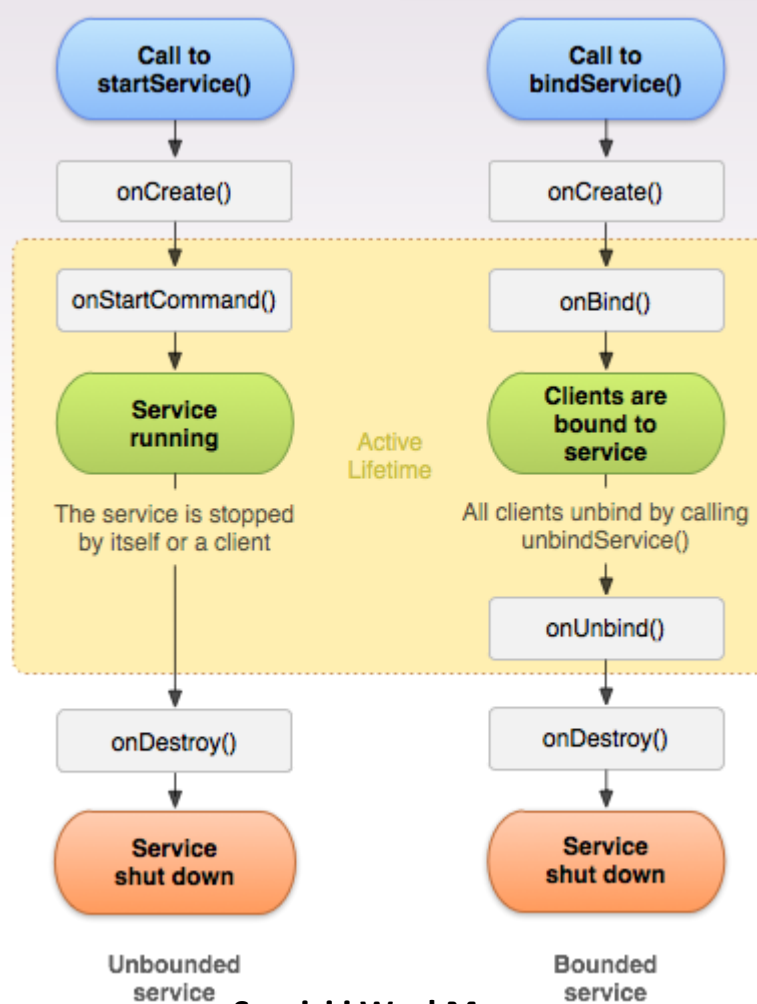 Call to
startService()
onCreate()
onStartCommand()
Service
running
The service is stopped
by itself or a client
onDestroy()
Service
shut down
Unbounded
service
Active
Lifetime
Call to
bindService()
onCreate()
onBind()
Clients are
bound to
service
All clients unbind by calling
unbindService()
onUnbind()
onDestroy()
Service
shut down
Bounded
service